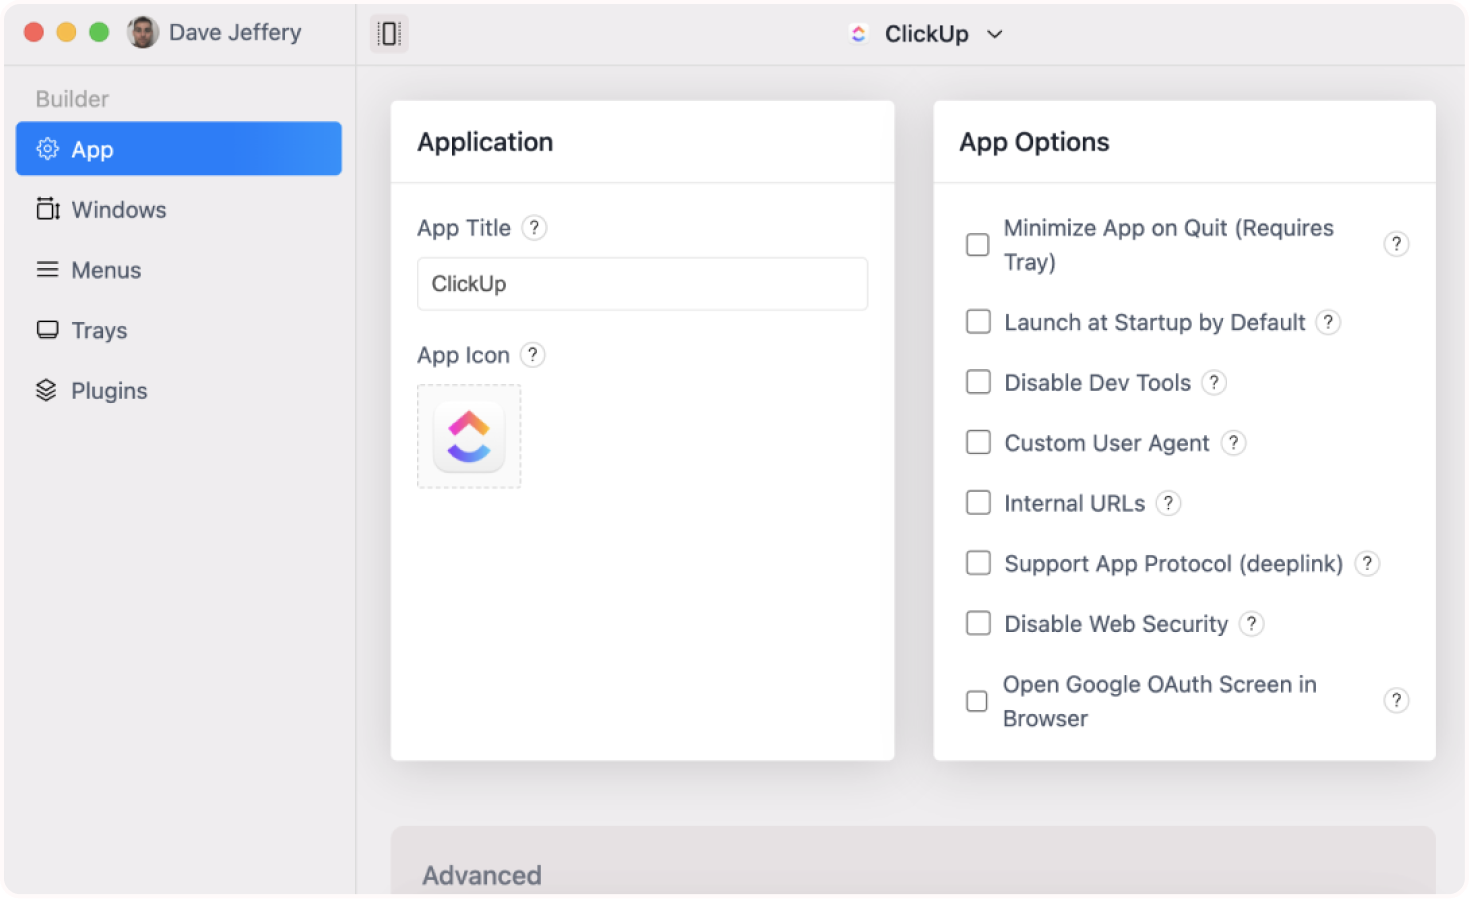 Dave Jeffery
ClickUp
Builder
App
Windows
Menus
Trays
Plugins
Application
App Title ?
ClickUp
App Icon ?
App Options
Minimize App on Quit (Requires
Tray) ?
Launch at Startup by Default ?
Disable Dev Tools ?
Custom User Agent ?
Internal URLs ?
Support App Protocol (deeplink) ?
Disable Web Security ?
Open Google OAuth Screen in
Browser ?
Advanced